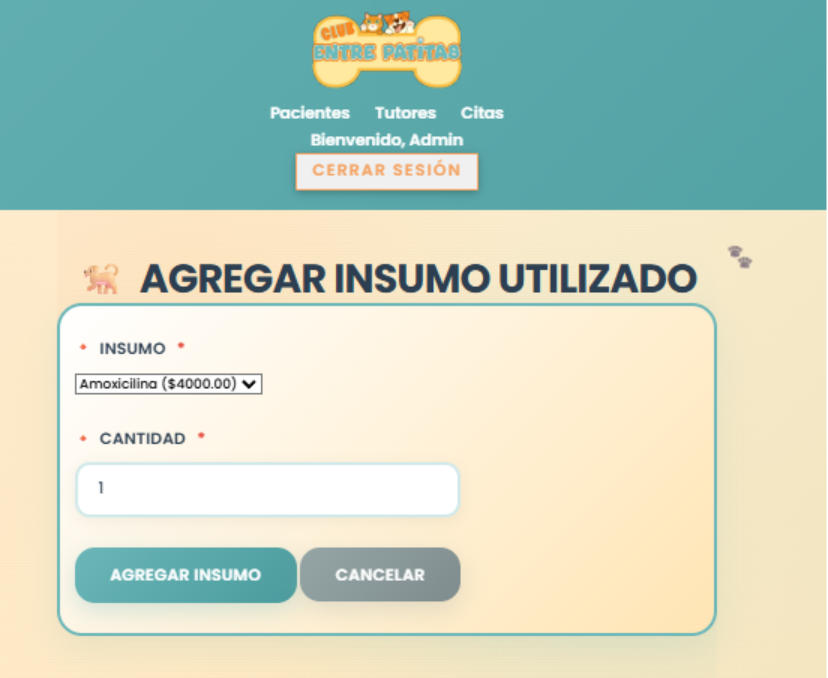 CLUB
ENTRE PATITAS
Pacientes Tutores Citas
Bienvenido, Admin
CERRAR SESIÓN
AGREGAR INSUMO UTILIZADO
INSUMO *
Amoxicilina ($4000.00)
CANTIDAD *
1
AGREGAR INSUMO CANCELAR